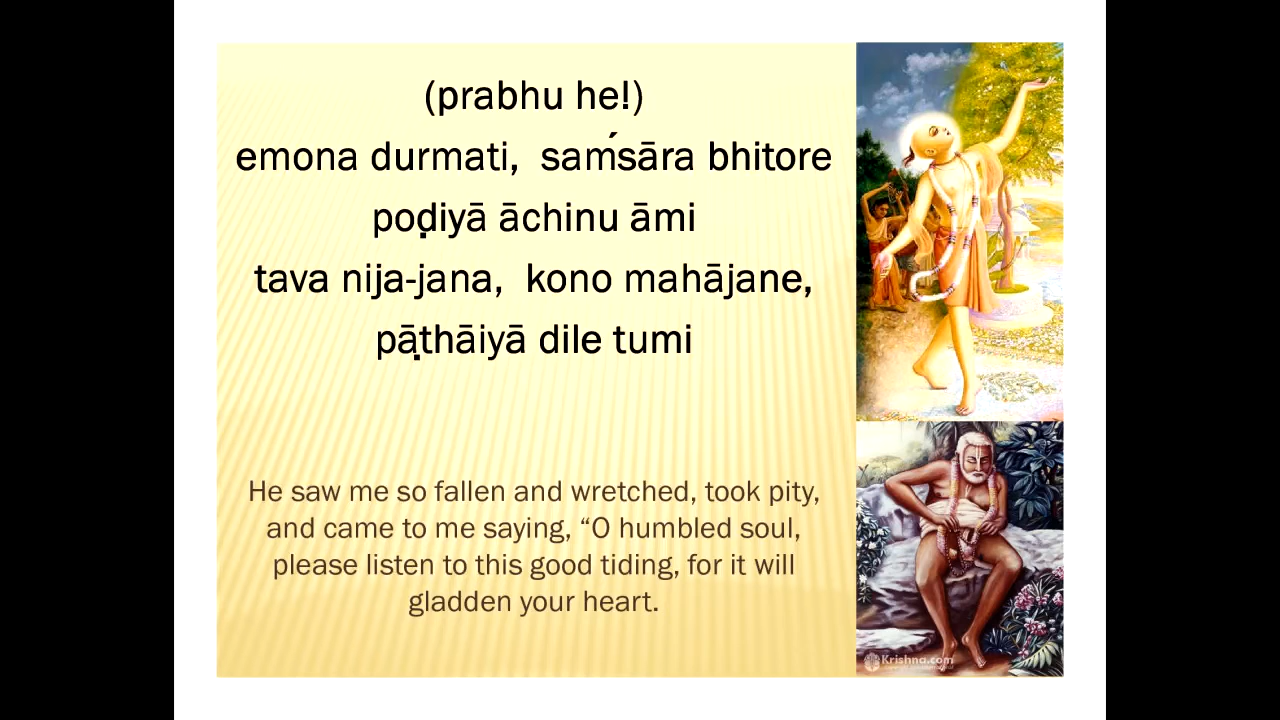 (prabhu he!)
emona durmati, saḿsāra bhitore
poḍiyā āchinu āmi
tava nija-jana, kono mahājane,
pāṭhāiyā dile tumi
He saw me so fallen and wretched, took pity,
and came to me saying, “O humbled soul,
please listen to this good tiding, for it will
gladden your heart.
Krishna.com